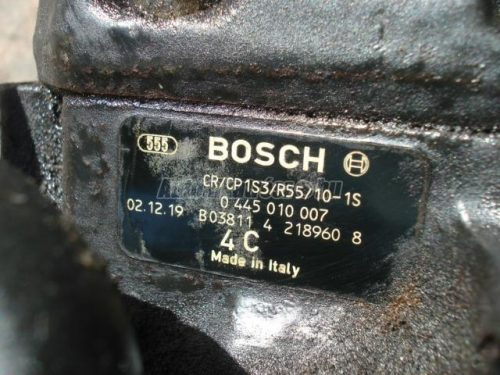 555 BOSCH
CR/CP1S3/R55/10-1S
0 445 010 007
02.12.19 B03811 4 218960 8
4 C
Made in Italy